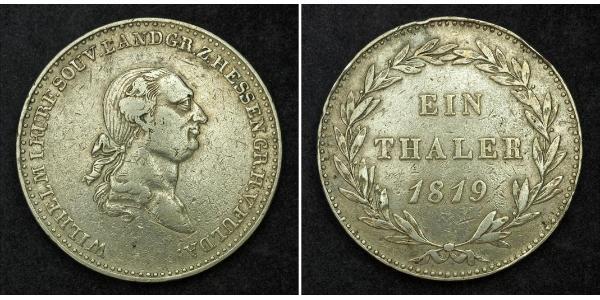 WILHELM I KURF. SOUV. LANDGR. Z. HESSEN. GR. H. V. FULDA.
EIN
THALER
1819